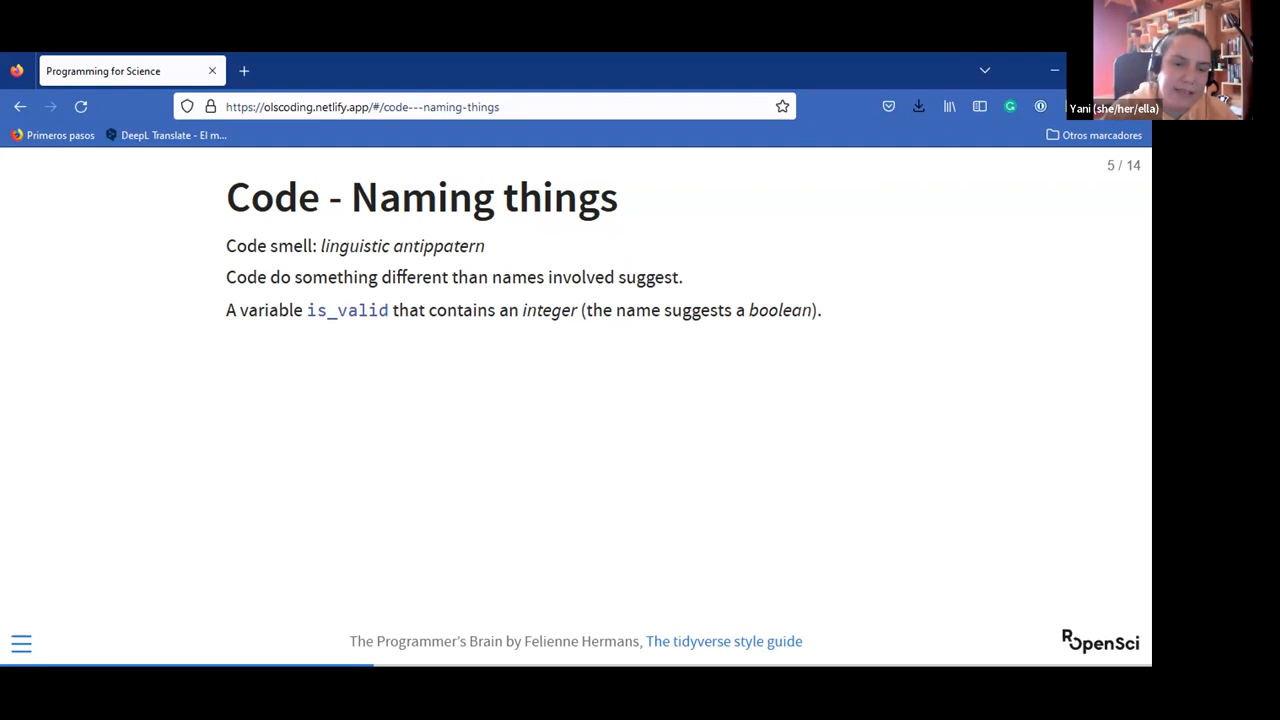 Programming for Science
https://olscoding.netlify.app/#/code---naming-things
Yani (she/her/ella)
Primeros pasos
DeepL Translate - El m...
Otros marcadores
5 / 14
Code - Naming things
Code smell: linguistic antippatern
Code do something different than names involved suggest.
A variable is_valid that contains an integer (the name suggests a boolean).
The Programmer's Brain by Felienne Hermans, The tidyverse style guide
ROpenSci